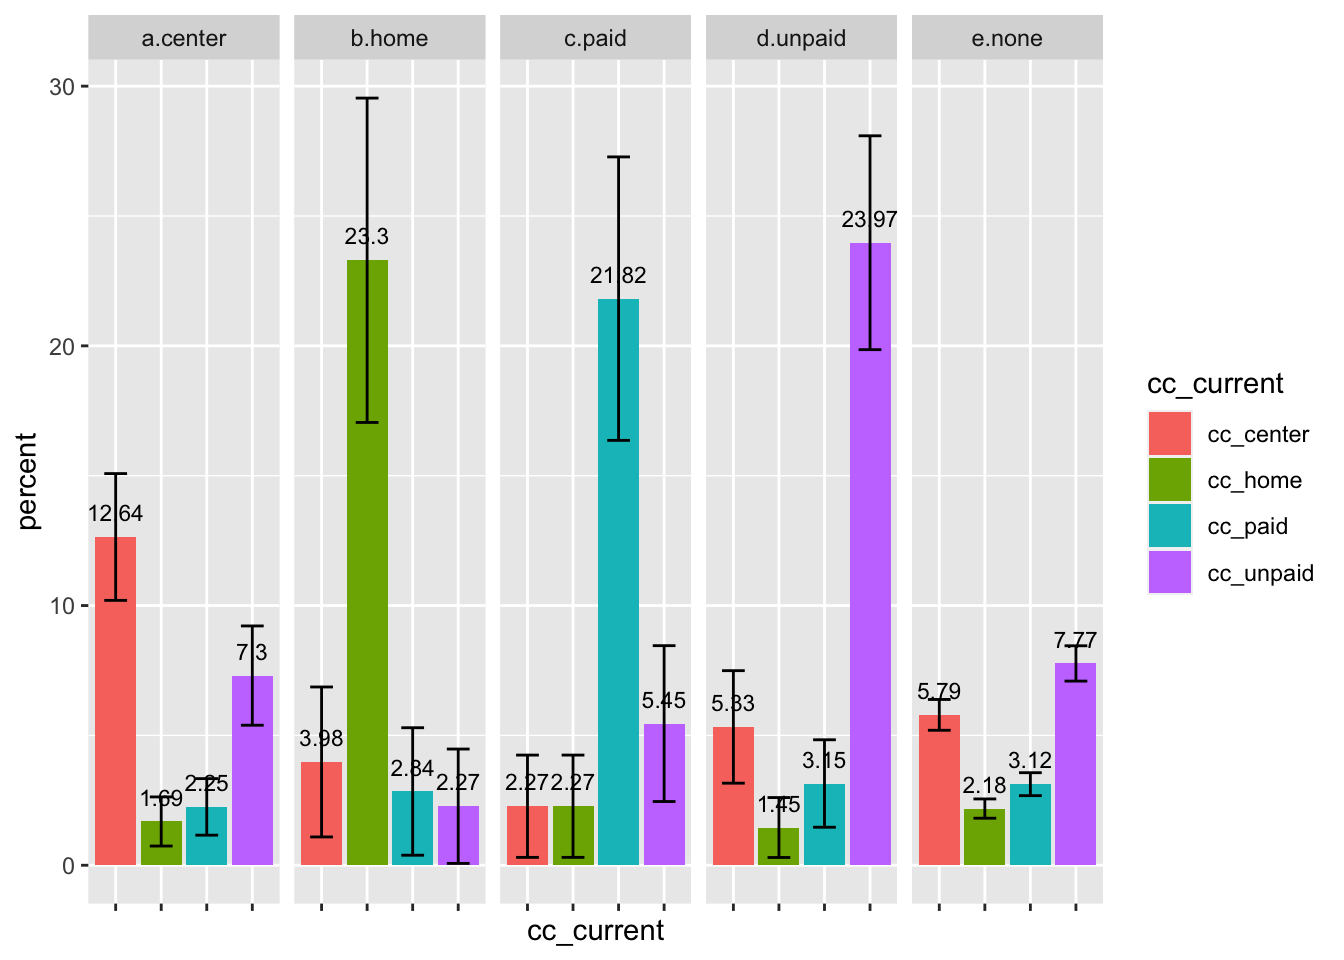 a.center
b.home
c.paid
d.unpaid
e.none
30
20
10
0
percent
12.64
1.69
2.25
7.3
3.98
23.3
2.84
2.27
2.27
2.27
21.82
5.45
5.33
1.45
3.15
23.97
5.79
2.18
3.12
7.77
cc_current
cc_current
cc_center
cc_home
cc_paid
cc_unpaid